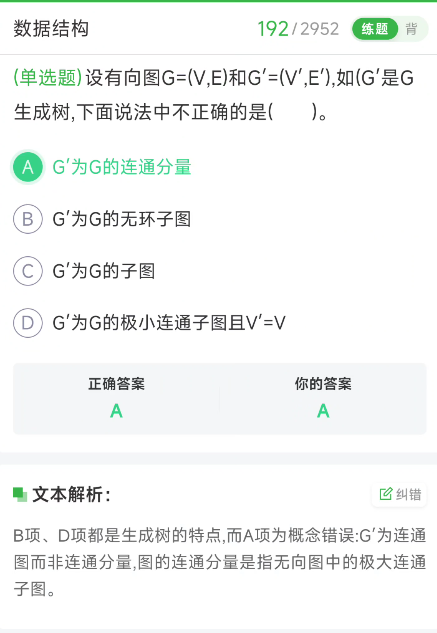 数据结构 192/2952 练题 背
(单选题)设有向图G=(V,E)和G′=(V′,E′),如(G′是G
生成树,下面说法中不正确的是( )。
A G′为G的连通分量
B G′为G的无环子图
C G′为G的子图
D G′为G的极小连通子图且V′=V
正确答案 你的答案
A A
文本解析: 纠错
B项、D项都是生成树的特点,而A项为概念错误:G′为连通
图而非连通分量,图的连通分量是指无向图中的极大连通
子图。